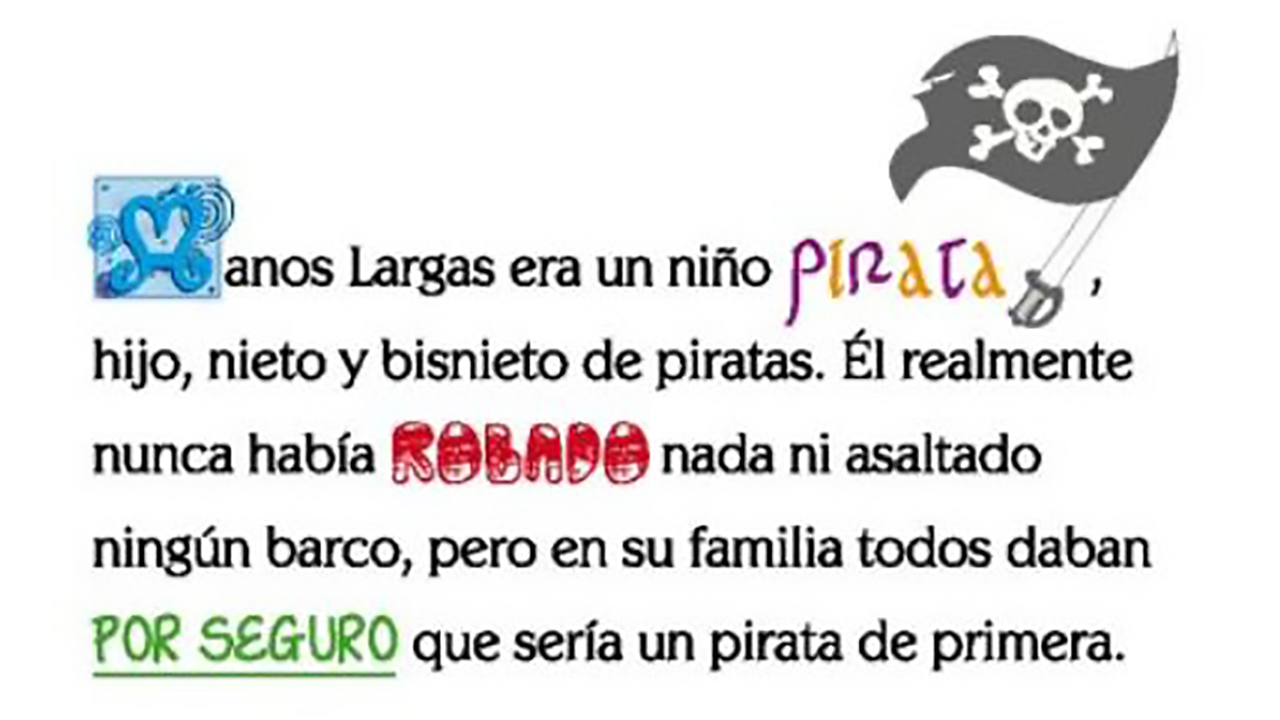 Manos Largas era un niño PIRATA,
hijo, nieto y bisnieto de piratas. Él realmente
nunca había ROBADO nada ni asaltado
ningún barco, pero en su familia todos daban
POR SEGURO que sería un pirata de primera.